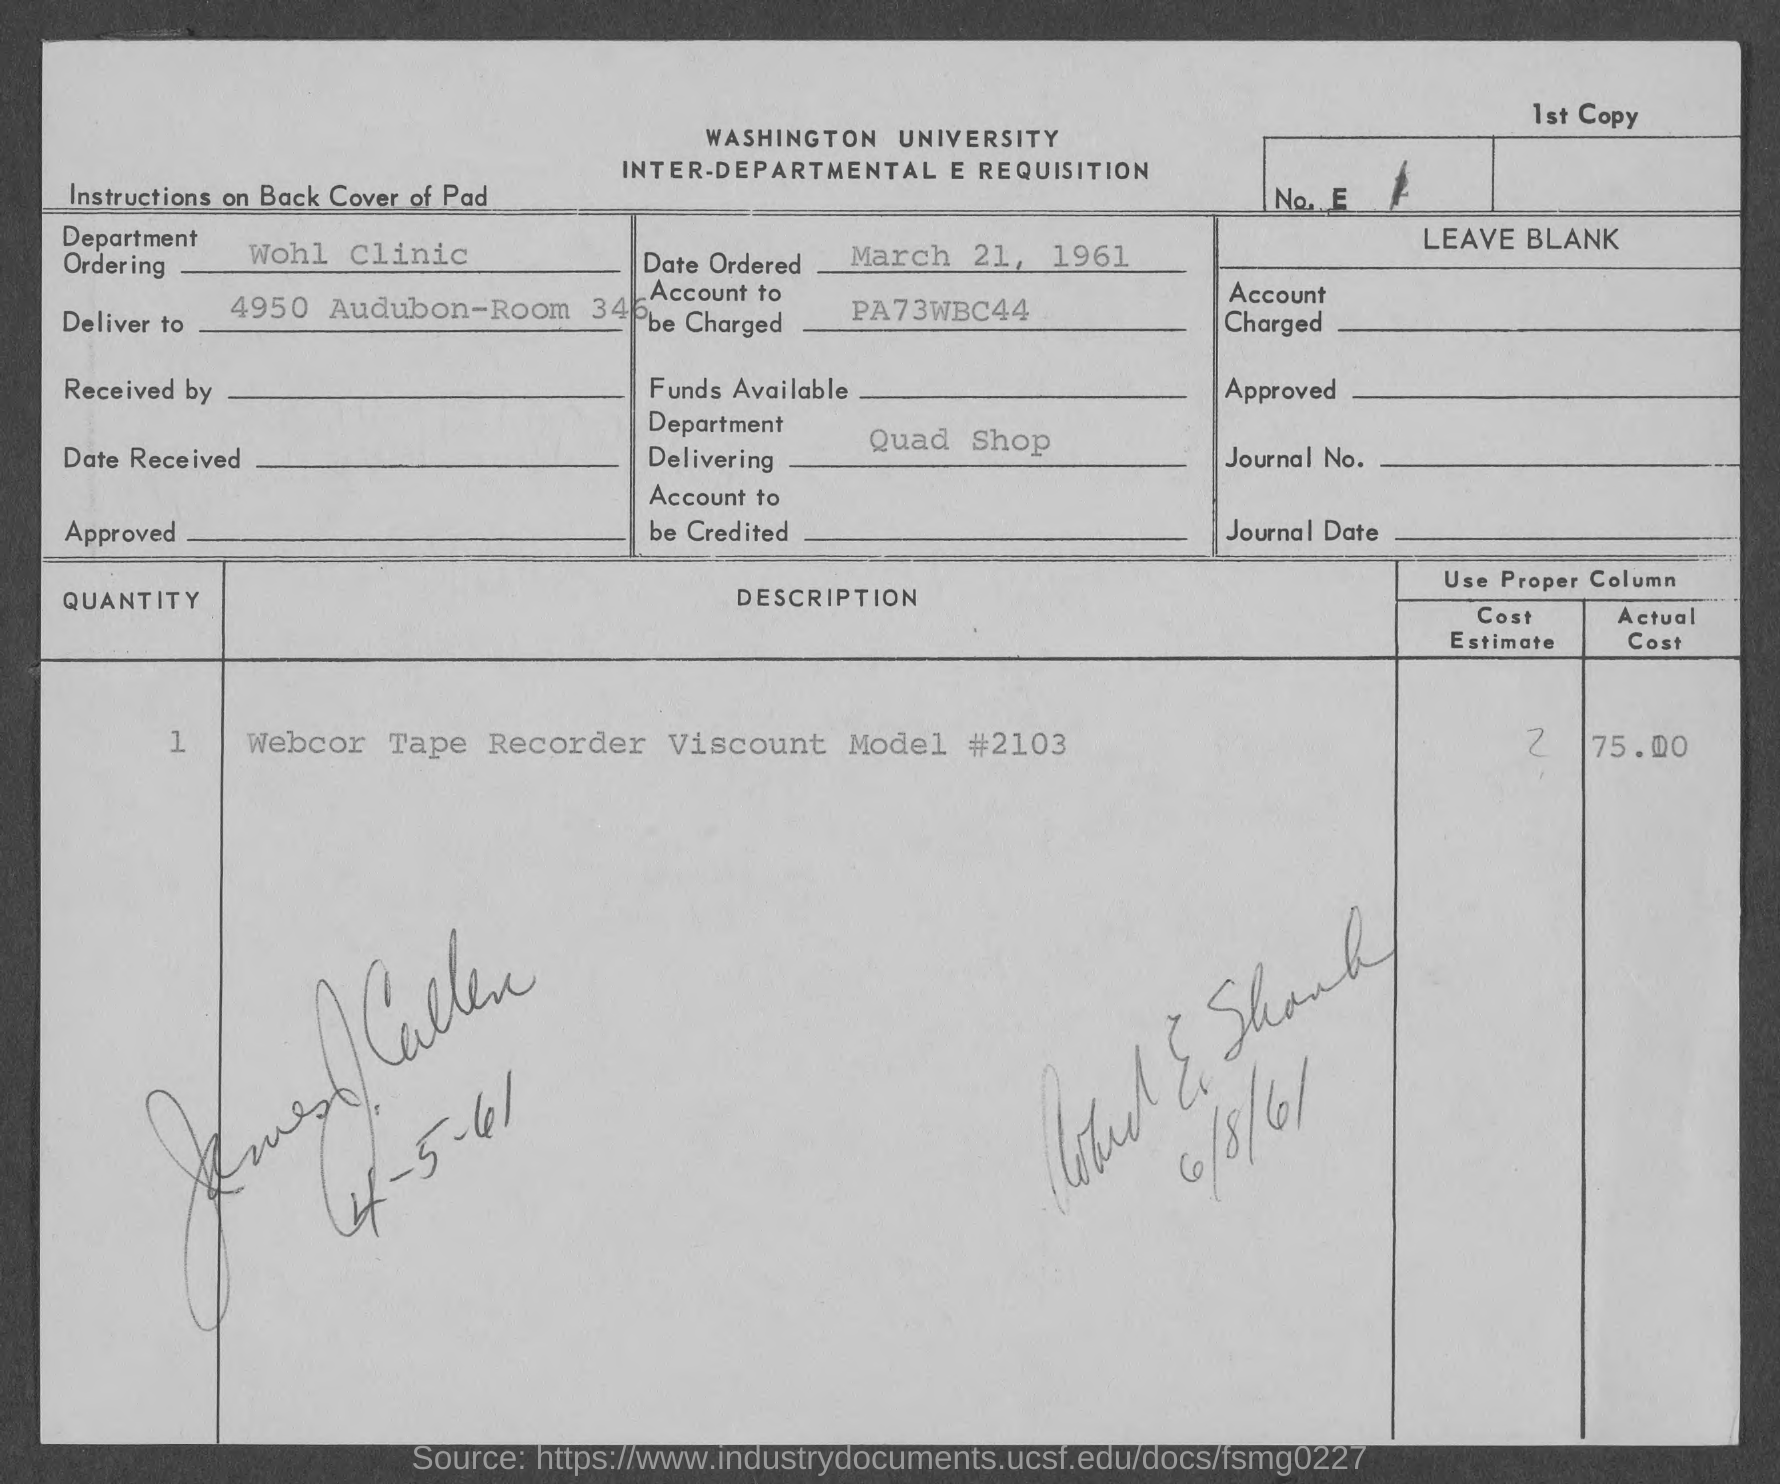 1st Copy
WASHINGTON UNIVERSITY
INTER-DEPARTMENTAL E REQUISITION
Instructions on Back Cover of Pad
No. E 1
Department Ordering Wohl Clinic
Deliver to 4950 Audubon-Room 346
Received by
Date Received
Approved
Date Ordered March 21, 1961
Account to be Charged PA73WBC44
Funds Available
Department Delivering Quad Shop
Account to be Credited
LEAVE BLANK
Account Charged
Approved
Journal No.
Journal Date
QUANTITY
DESCRIPTION
Use Proper Column
Cost Estimate
Actual Cost
1 Webcor Tape Recorder Viscount Model #2103 ? 75.00
James J. Cullen
4-5-61
Robert E. Shank
6/8/61
Source: https://www.industrydocuments.ucsf.edu/docs/fsmg0227